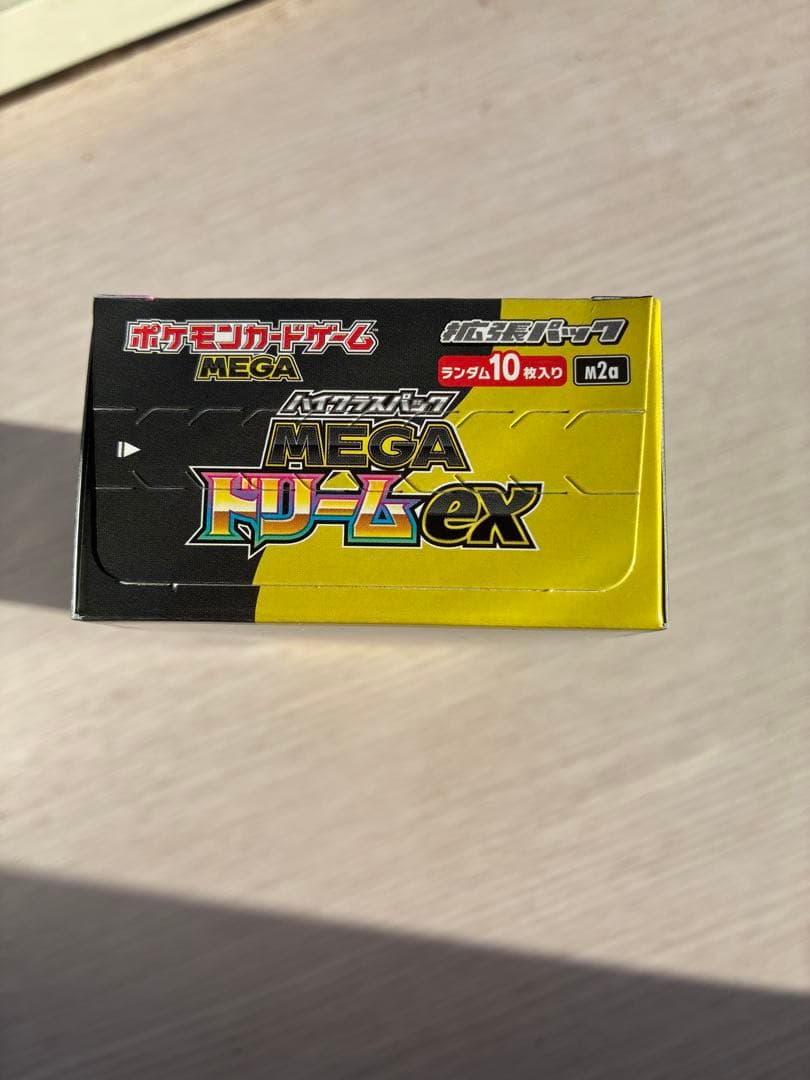 ポケモンカードゲーム
MEGA
拡張パック
ランダム10枚入り
M2a
ハイクラスパック
MEGA
ドリームex